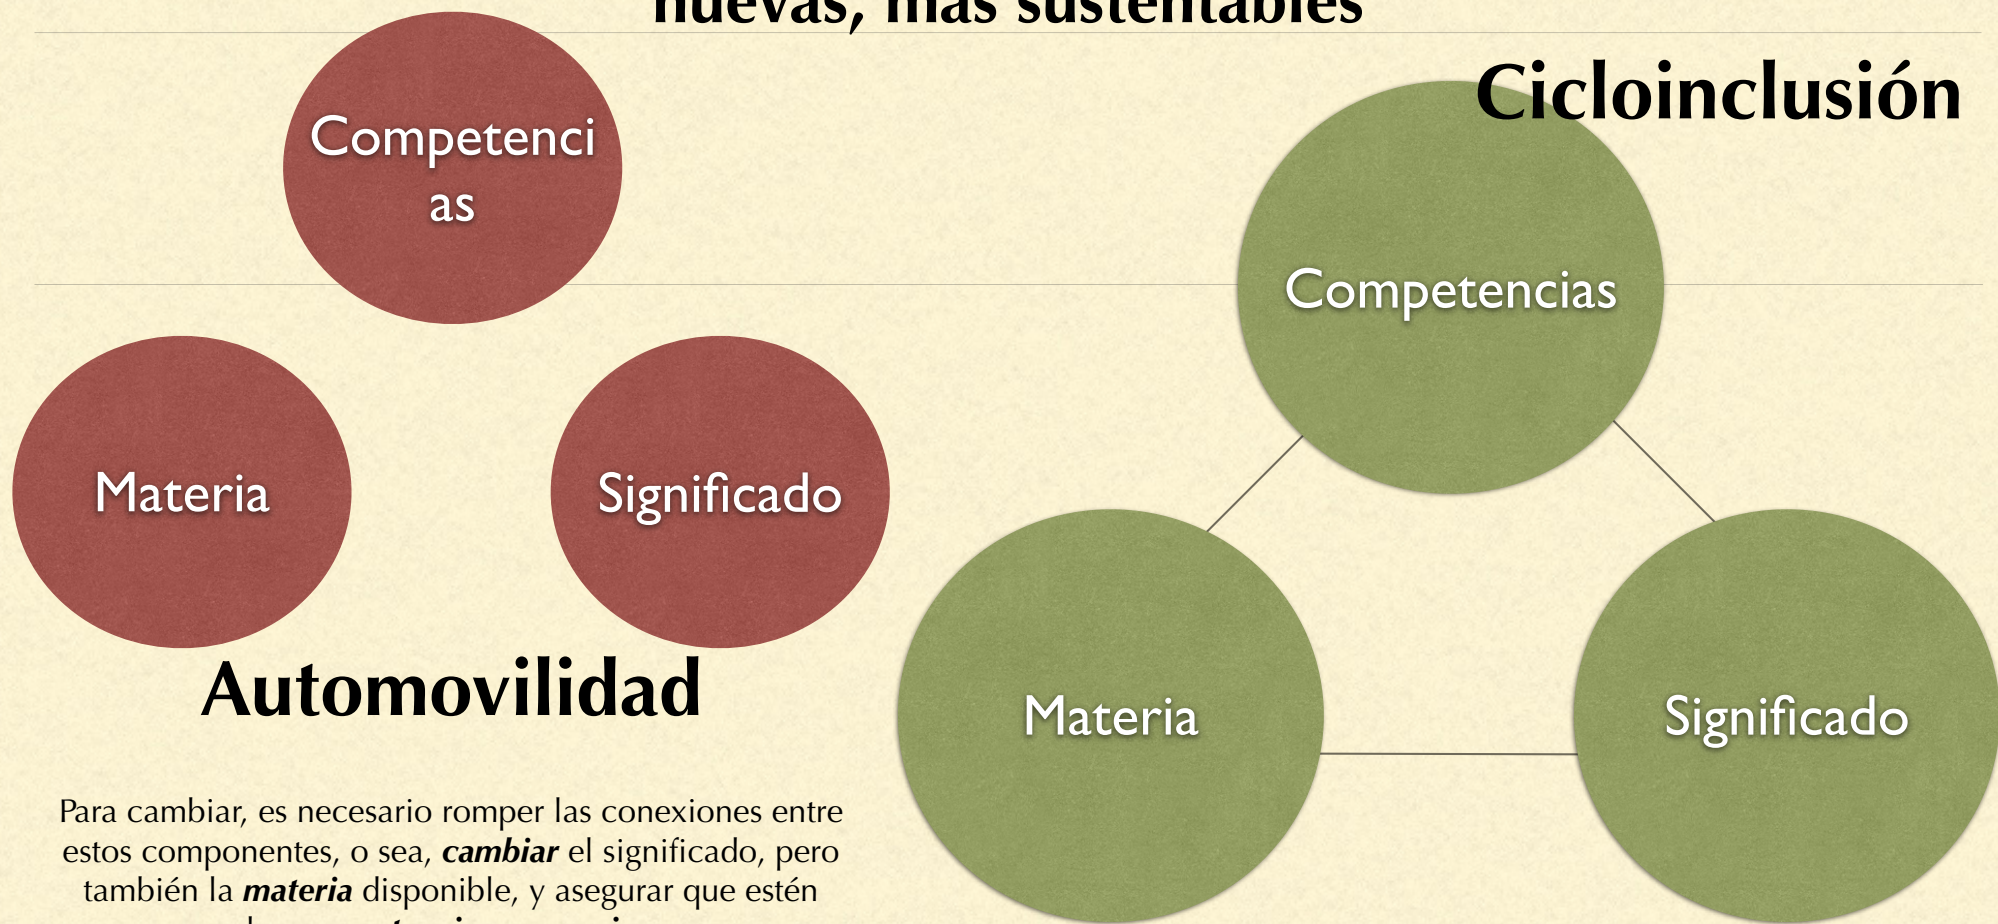 nuevas, más sustentables
Competenci
as
Materia
Significado
Automovilidad
Para cambiar, es necesario romper las conexiones entre
estos componentes, o sea, cambiar el significado, pero
también la materia disponible, y asegurar que estén
Cicloinclusión
Competencias
Materia
Significado